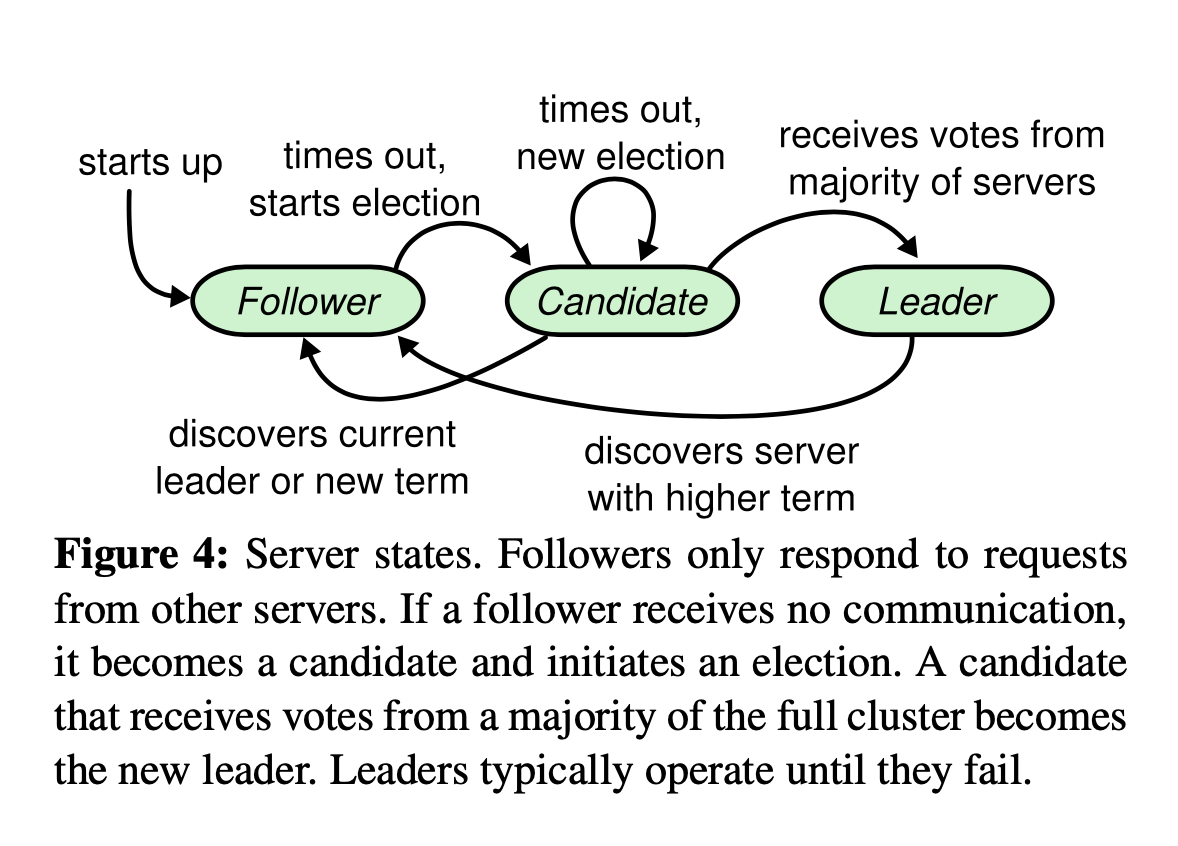 starts up
times out,
starts election
times out,
new election
receives votes from
majority of servers
Follower
Candidate
Leader
discovers current
leader or new term
discovers server
with higher term
Figure 4: Server states. Followers only respond to requests
from other servers. If a follower receives no communication,
it becomes a candidate and initiates an election. A candidate
that receives votes from a majority of the full cluster becomes
the new leader. Leaders typically operate until they fail.